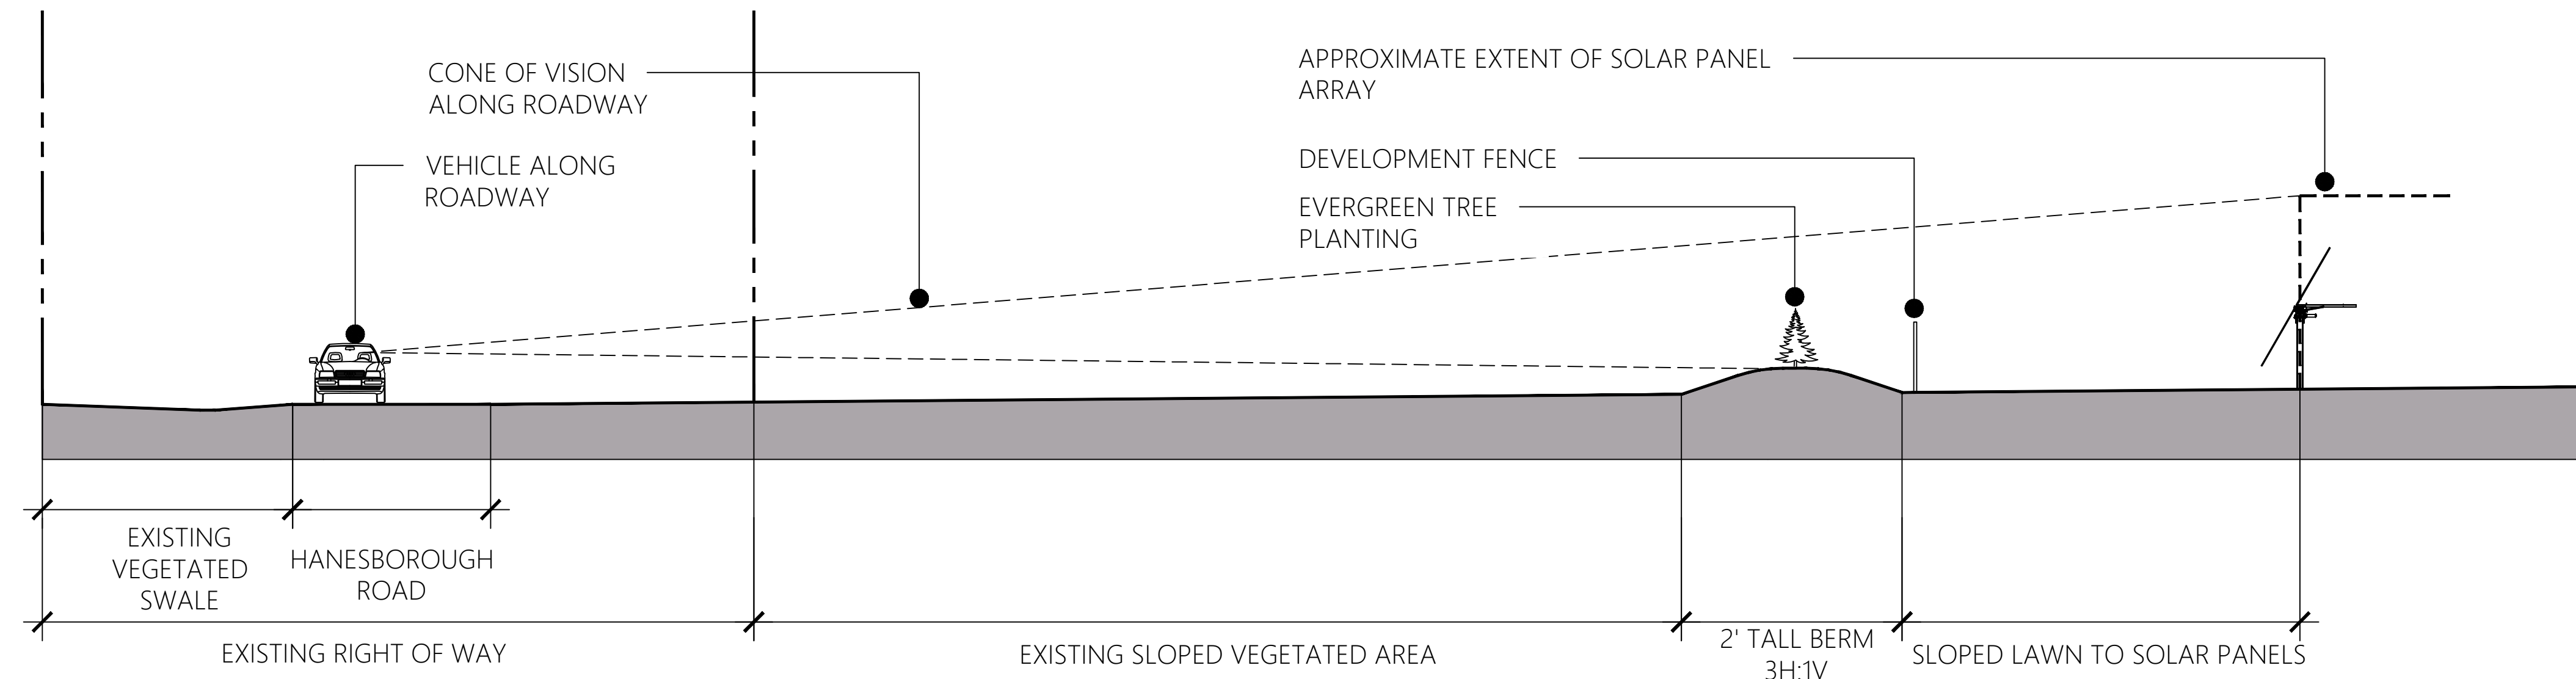 CONE OF VISION
ALONG ROADWAY
VEHICLE ALONG
ROADWAY
APPROXIMATE EXTENT OF SOLAR PANEL
ARRAY
DEVELOPMENT FENCE
EVERGREEN TREE
PLANTING
EXISTING
VEGETATED
SWALE
HANESBOROUGH
ROAD
EXISTING RIGHT OF WAY
EXISTING SLOPED VEGETATED AREA
2' TALL BERM
3H:1V
SLOPED LAWN TO SOLAR PANELS